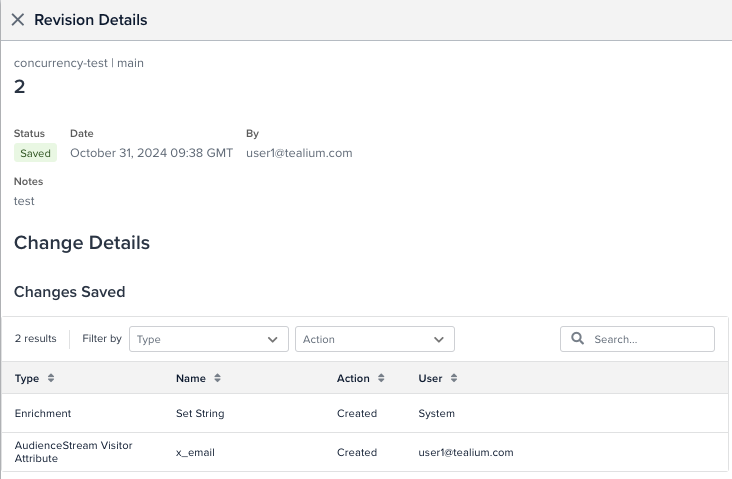 Revision Details
concurrency-test | main
2
Status Date By
Saved October 31, 2024 09:38 GMT user1@tealium.com
Notes
test
Change Details
Changes Saved
2 results Filter by Type Action Search...
Type Name Action User
Enrichment Set String Created System
AudienceStream Visitor
Attribute x_email Created user1@tealium.com